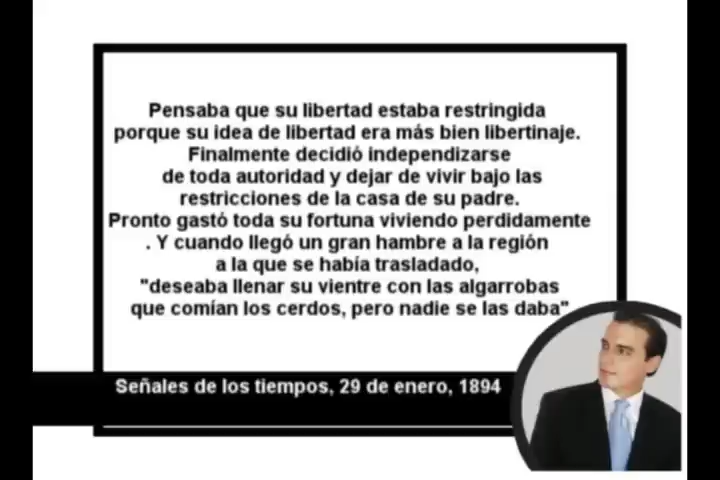 Pensaba que su libertad estaba restringida
porque su idea de libertad era más bien libertinaje.
Finalmente decidió independizarse
de toda autoridad y dejar de vivir bajo las
restricciones de la casa de su padre.
Pronto gastó toda su fortuna viviendo perdidamente
. Y cuando llegó un gran hambre a la región
a la que se había trasladado,
"deseaba llenar su vientre con las algarrobas
que comían los cerdos, pero nadie se las daba"
Señales de los tiempos, 29 de enero, 1894